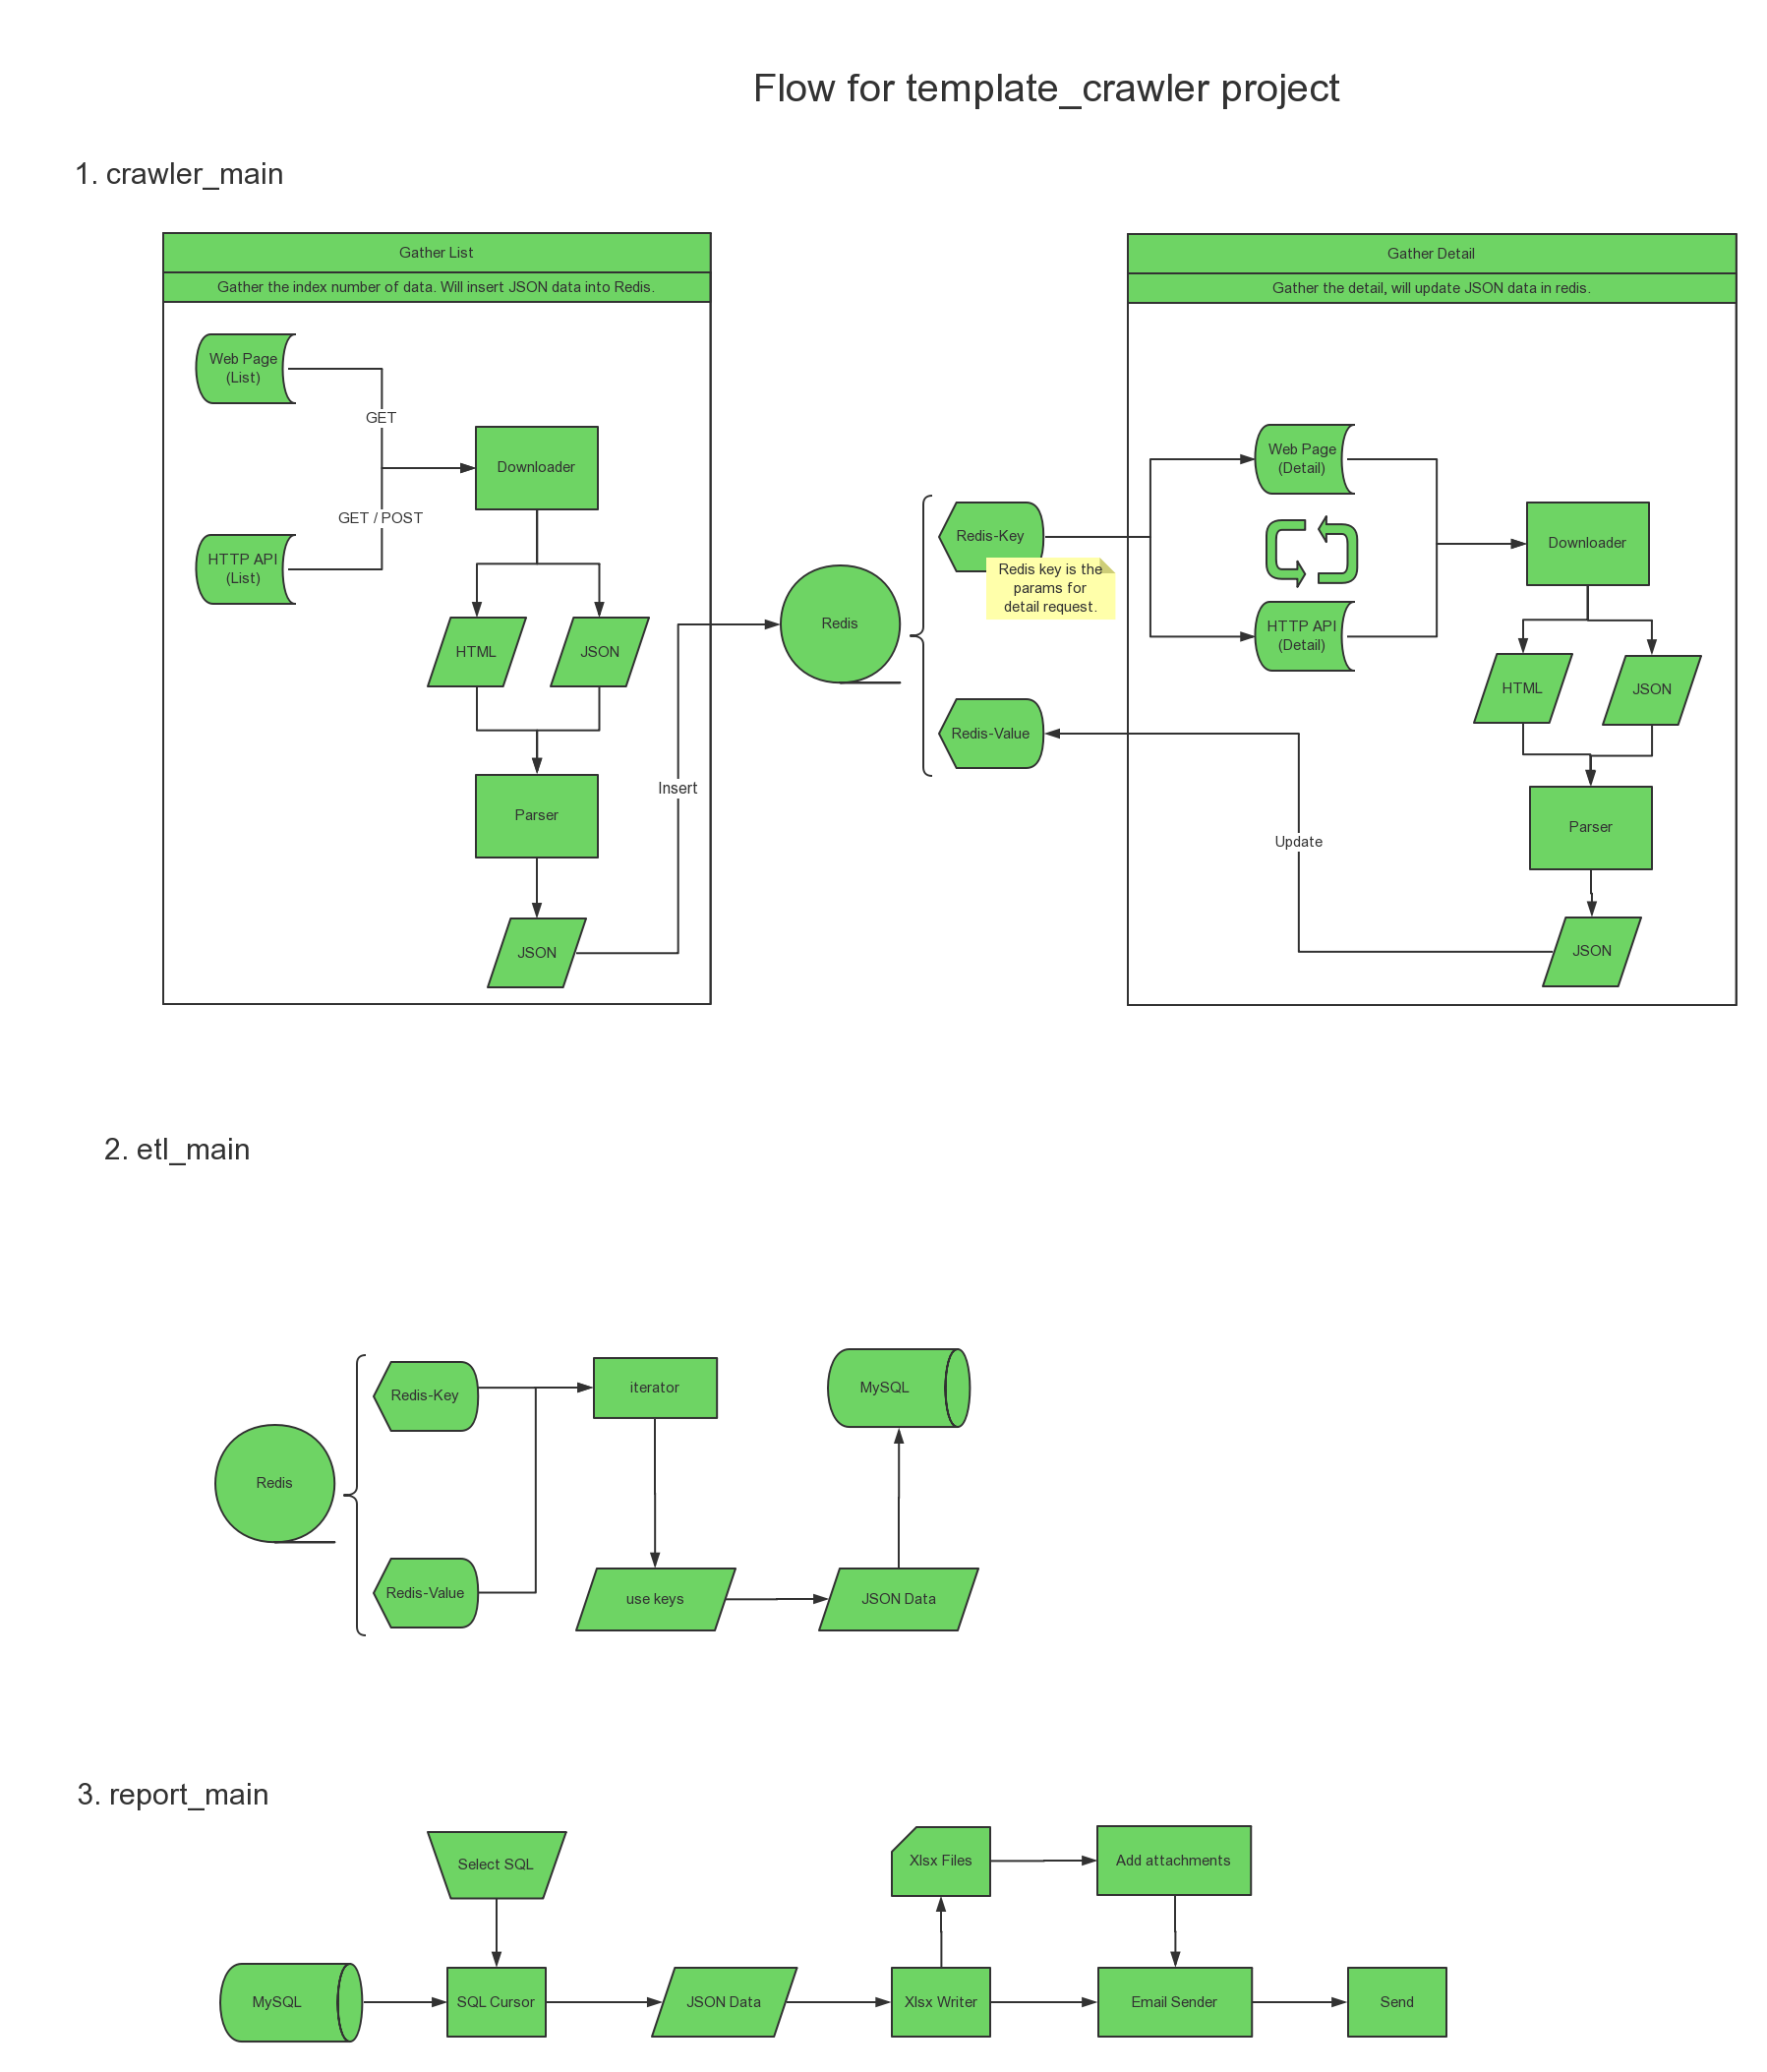 Flow for template_crawler project
1. crawler_main
Gather List
Gather the index number of data. Will insert JSON data into Redis.
Web Page
(List)
GET
Downloader
GET / POST
HTTP API
(List)
HTML
JSON
Parser
Insert
JSON
Redis
Redis-Key
Redis key is the
params for
detail request.
Redis-Value
Gather Detail
Gather the detail, will update JSON data in redis.
Web Page
(Detail)
HTTP API
(Detail)
Downloader
HTML
JSON
Parser
Update
JSON
2. etl_main
Redis
Redis-Key
Redis-Value
iterator
use keys
JSON Data
MySQL
3. report_main
Select SQL
MySQL
SQL Cursor
JSON Data
Xlsx Writer
Xlsx Files
Add attachments
Email Sender
Send